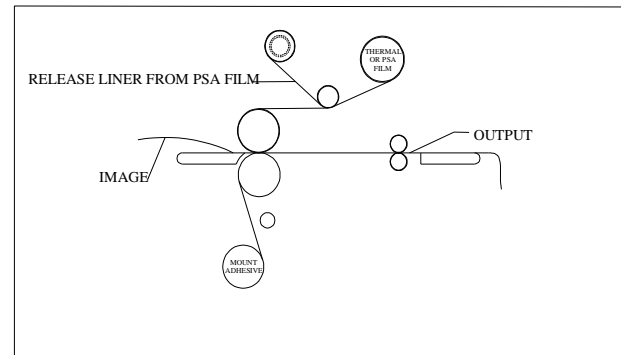 THERMAL
OR PSA
FILM
RELEASE LINER FROM PSA FILM
OUTPUT
IMAGE
MOUNT
ADHESIVE